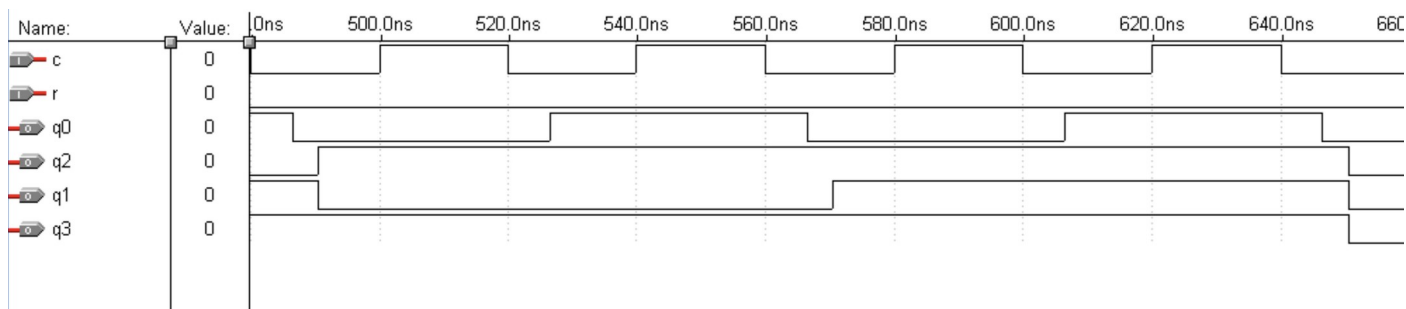 Name: Value: 0ns 500.0ns 520.0ns 540.0ns 560.0ns 580.0ns 600.0ns 620.0ns 640.0ns 660
I c 0
I r 0
O q0 0
O q2 0
O q1 0
O q3 0